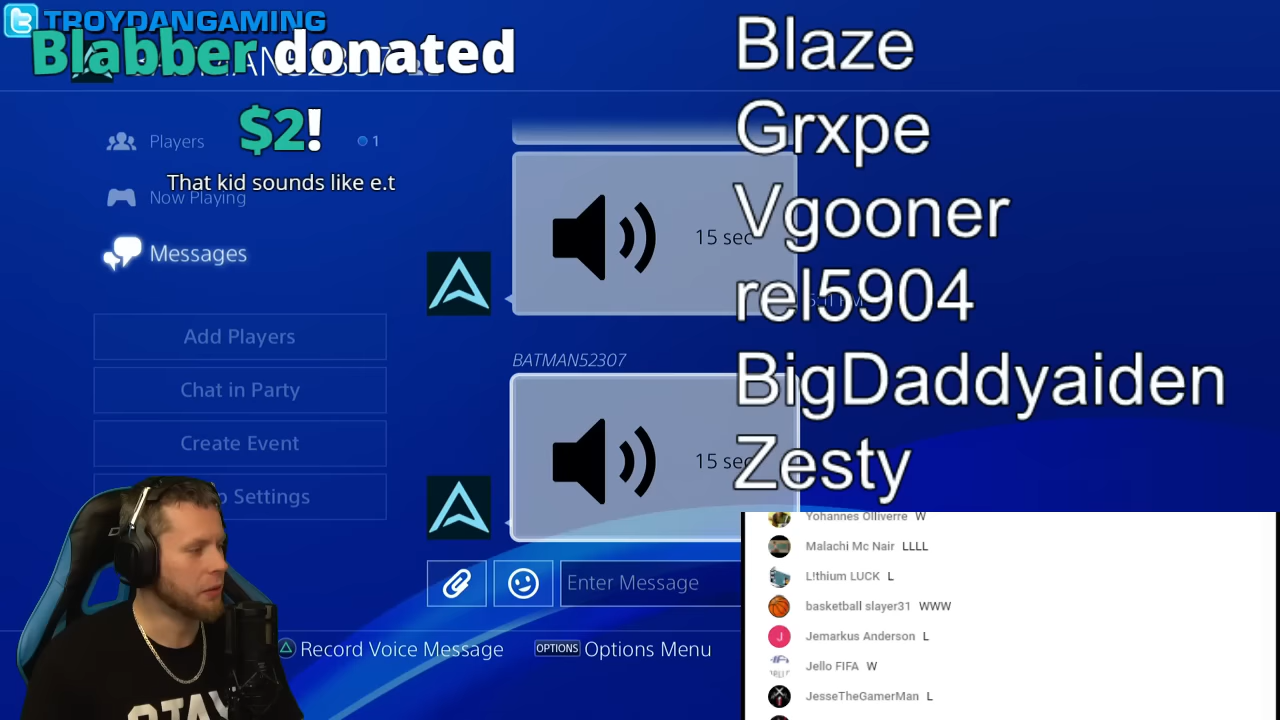 TROYDANGAMING
Blabber donated
$2!
That kid sounds like e.t
Players
1
Now Playing
Messages
Add Players
Chat in Party
Create Event
Settings
15 sec
BATMAN52307
15 sec
Enter Message
Record Voice Message
OPTIONS Options Menu
Blaze
Grxpe
Vgooner
rel5904
BigDaddyaiden
Zesty
Yohannes Olliverre W
Malachi Mc Nair LLLL
L!thium LUCK L
basketball slayer31 WWW
J Jemarkus Anderson L
Jello FIFA W
JesseTheGamerMan L